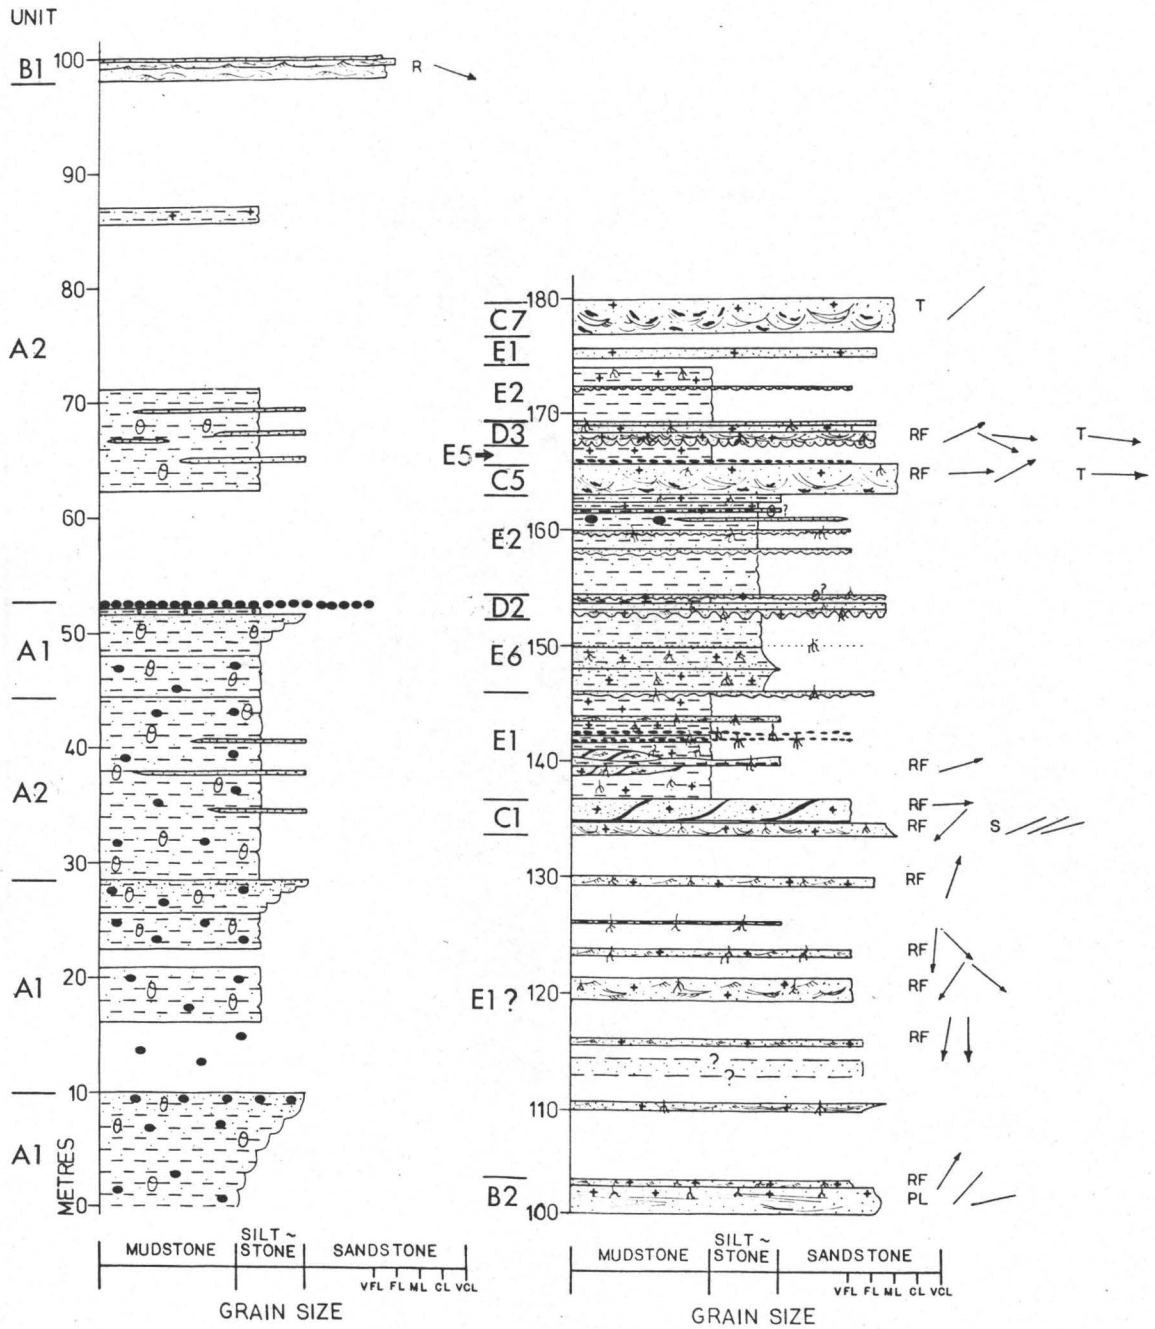 UNIT
B1
100
R
90
80
A2
70
60
50
A1
40
A2
30
20
A1
10
A1
0
METRES
MUDSTONE
SILT ~
STONE
SANDSTONE
VFL FL ML CL VCL
GRAIN SIZE
180
C7
T
E1
E2
170
D3
RF
T
E5
C5
RF
T
?
160
E2
?
D2
150
E6
E1
140
RF
RF
C1
RF
S
130
RF
RF
RF
E1?
120
RF
?
?
110
RF
B2
PL
100
MUDSTONE
SILT ~
STONE
SANDSTONE
VFL FL ML CL VCL
GRAIN SIZE